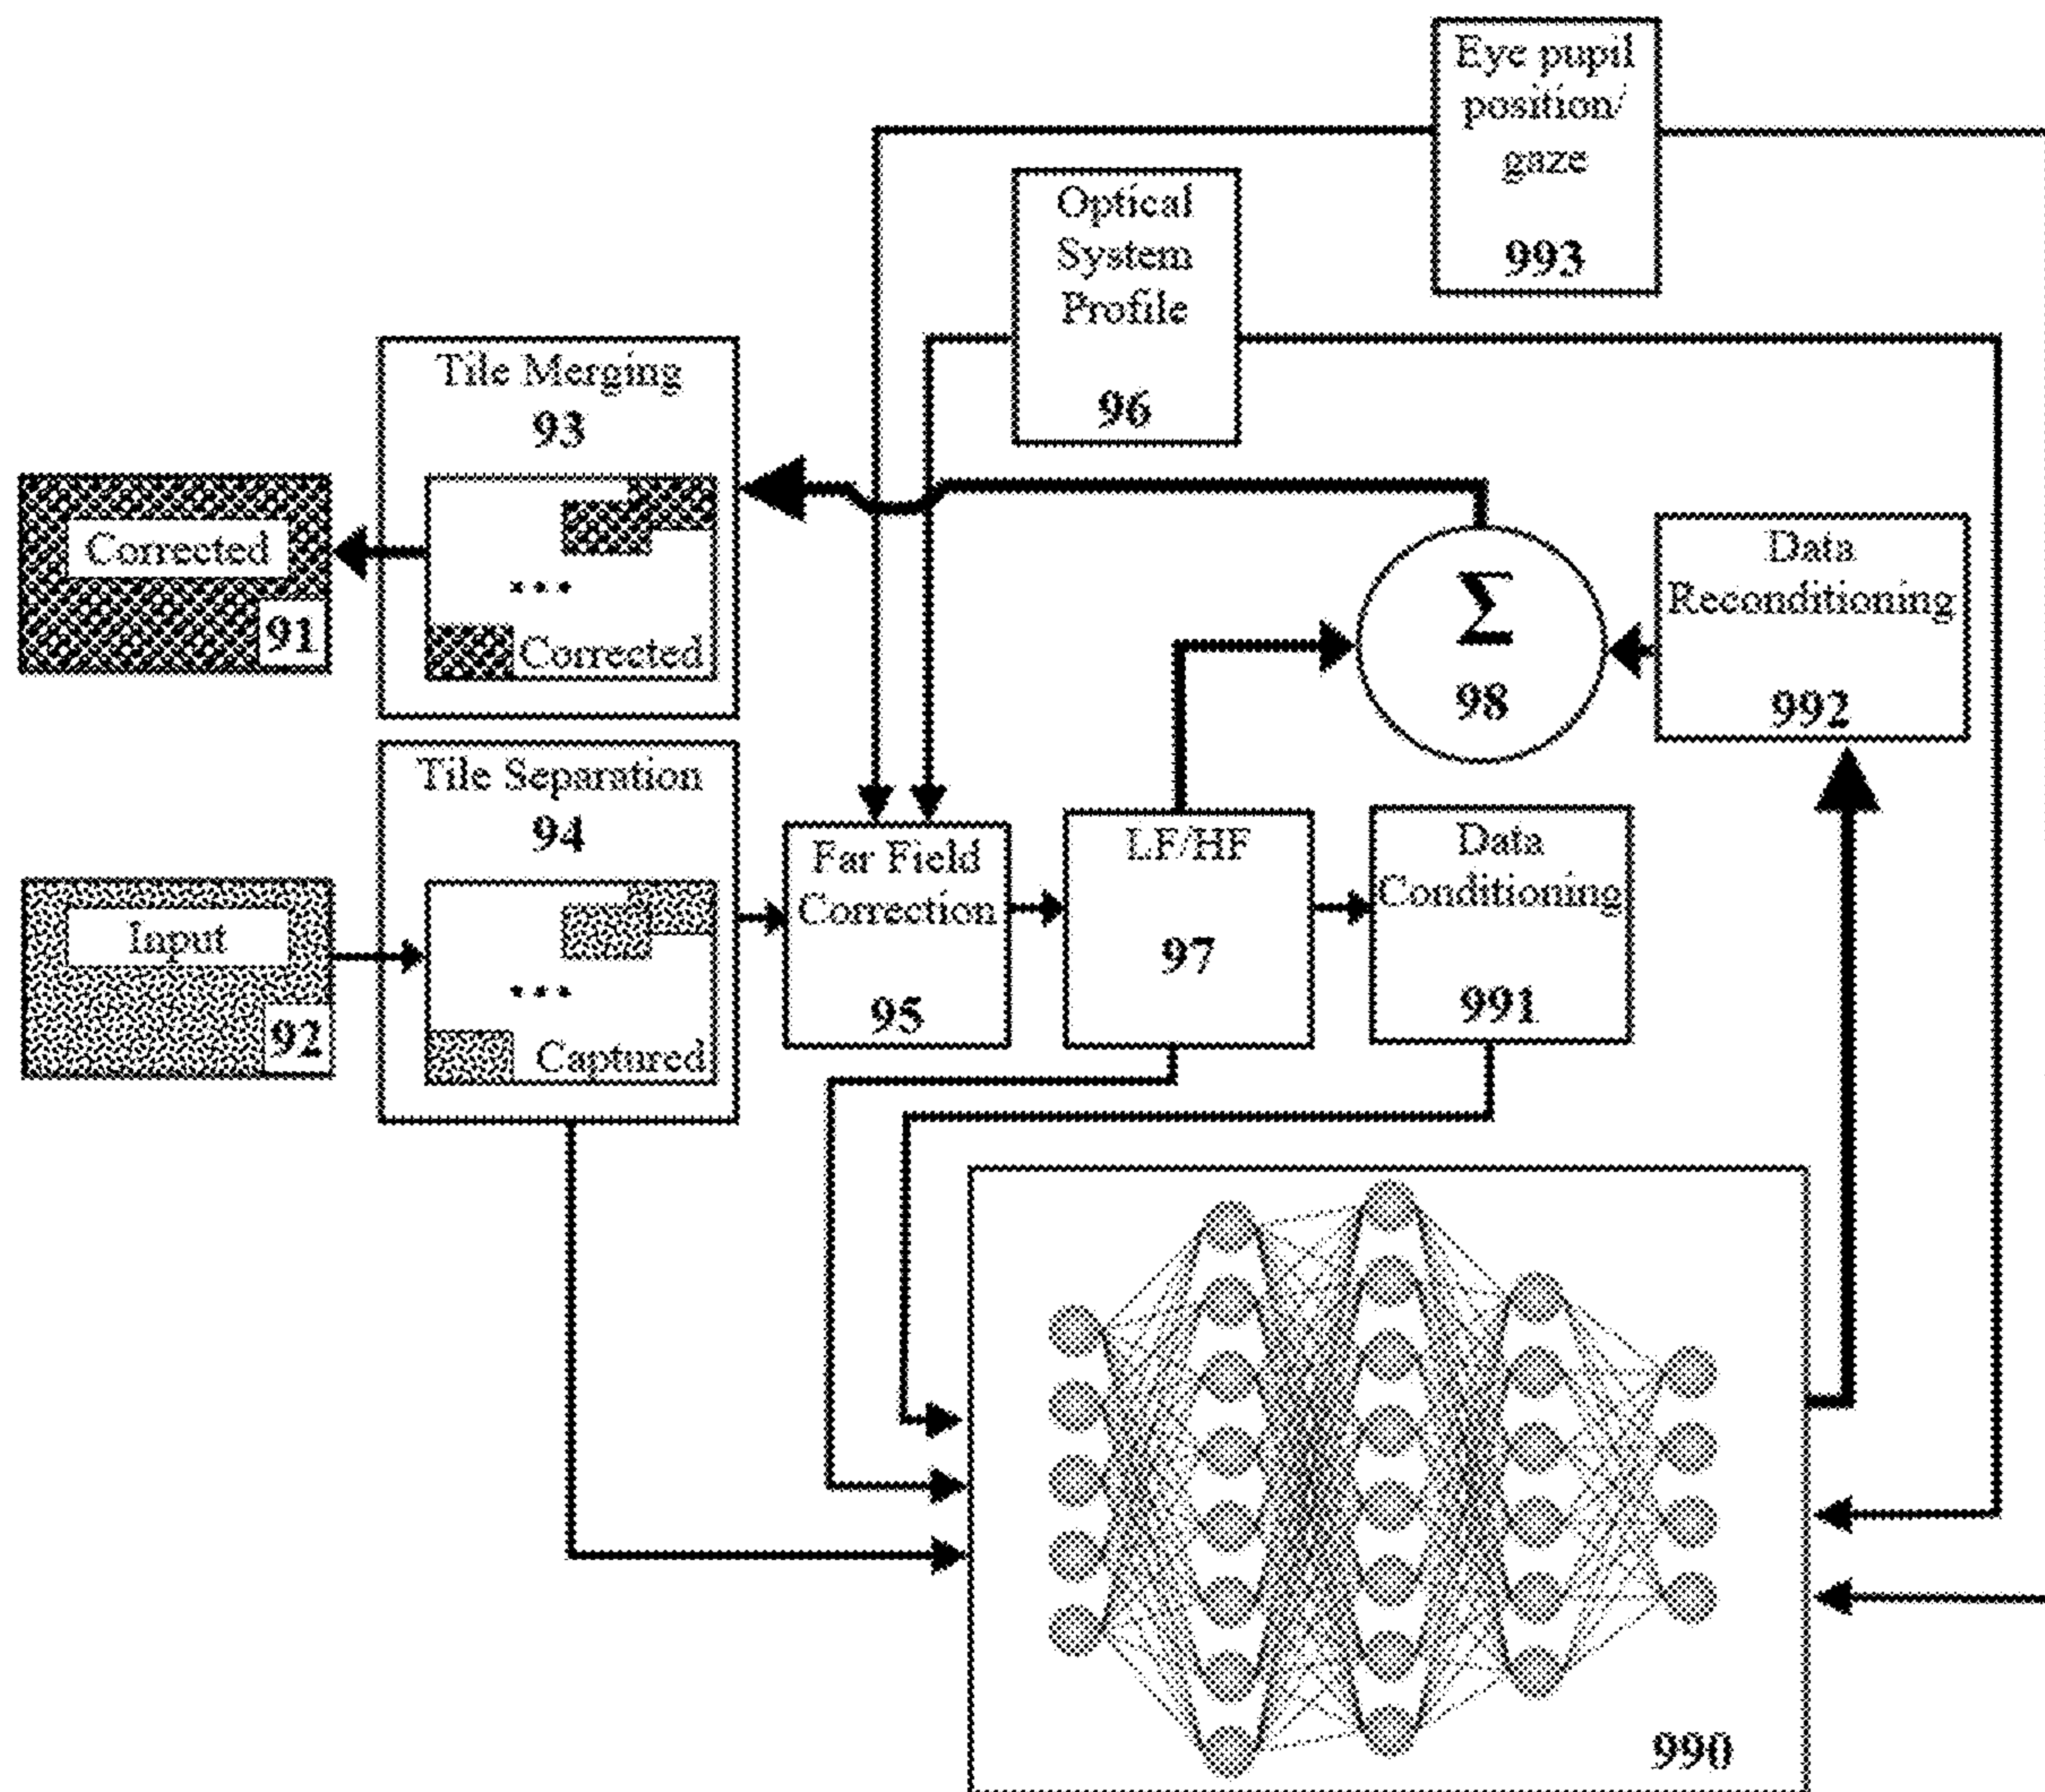 Eye pupil
position/
gaze
993
Optical
System
Profile
96
Tile Merging
93
...
Corrected
Corrected
91
Σ
98
Data
Reconditioning
992
Tile Separation
94
...
Captured
Input
92
Far Field
Correction
95
LF/HF
97
Data
Conditioning
991
990